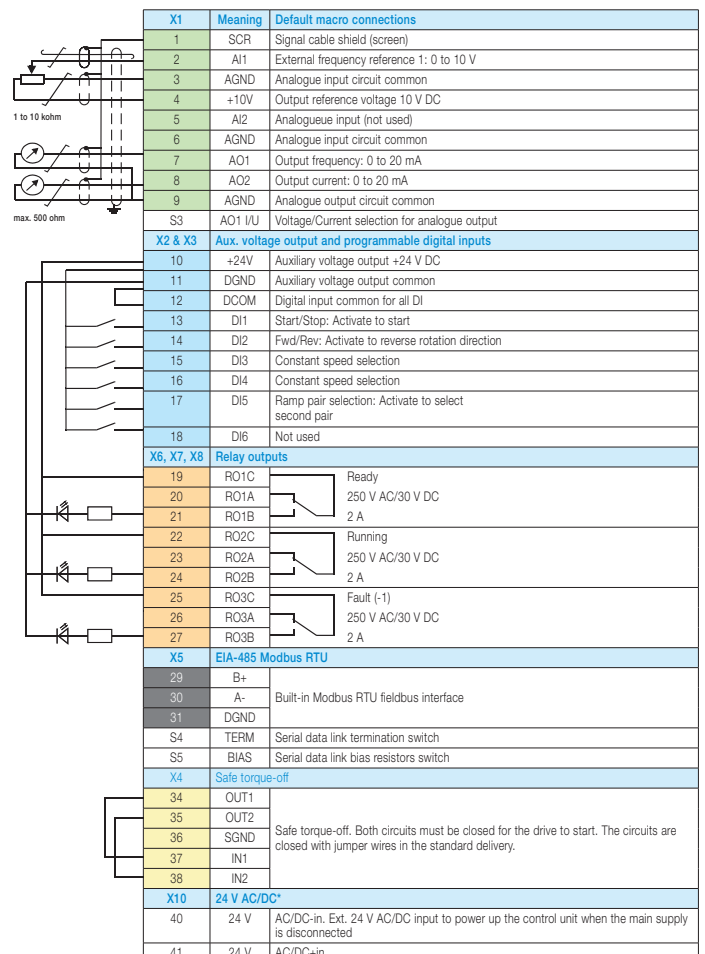 X1 Meaning Default macro connections
1 SCR Signal cable shield (screen)
2 AI1 External frequency reference 1: 0 to 10 V
3 AGND Analogue input circuit common
4 +10V Output reference voltage 10 V DC
1 to 10 kohm
5 AI2 Analogueue input (not used)
6 AGND Analogue input circuit common
7 AO1 Output frequency: 0 to 20 mA
8 AO2 Output current: 0 to 20 mA
9 AGND Analogue output circuit common
max. 500 ohm
S3 AO1 I/U Voltage/Current selection for analogue output
X2 & X3 Aux. voltage output and programmable digital inputs
10 +24V Auxiliary voltage output +24 V DC
11 DGND Auxiliary voltage output common
12 DCOM Digital input common for all DI
13 DI1 Start/Stop: Activate to start
14 DI2 Fwd/Rev: Activate to reverse rotation direction
15 DI3 Constant speed selection
16 DI4 Constant speed selection
17 DI5 Ramp pair selection: Activate to select
second pair
18 DI6 Not used
X6, X7, X8 Relay outputs
19 RO1C Ready
20 RO1A 250 V AC/30 V DC
21 RO1B 2 A
22 RO2C Running
23 RO2A 250 V AC/30 V DC
24 RO2B 2 A
25 RO3C Fault (-1)
26 RO3A 250 V AC/30 V DC
27 RO3B 2 A
X5 EIA-485 Modbus RTU
29 B+
30 A- Built-in Modbus RTU fieldbus interface
31 DGND
S4 TERM Serial data link termination switch
S5 BIAS Serial data link bias resistors switch
X4 Safe torque-off
34 OUT1
35 OUT2
36 SGND
37 IN1
38 IN2
Safe torque-off. Both circuits must be closed for the drive to start. The circuits are
closed with jumper wires in the standard delivery.
X10 24 V AC/DC*
40 24 V AC/DC-in. Ext. 24 V AC/DC input to power up the control unit when the main supply
is disconnected
41 24 V AC/DC+in